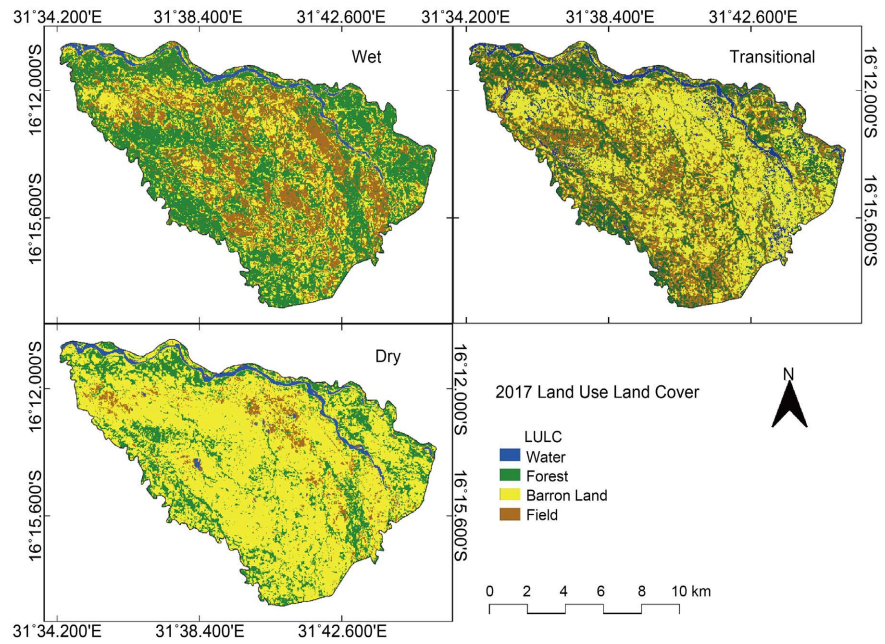 31°34.200'E 31°38.400'E 31°42.600'E 31°34.200'E 31°38.400'E 31°42.600'E
Wet
Transitional
16°12.000'S
16°15.600'S
16°12.000'S
16°15.600'S
Dry
16°12.000'S
16°15.600'S
16°12.000'S
16°15.600'S
31°34.200'E 31°38.400'E 31°42.600'E
N
2017 Land Use Land Cover
LULC
Water
Forest
Barron Land
Field
0 2 4 6 8 10 km